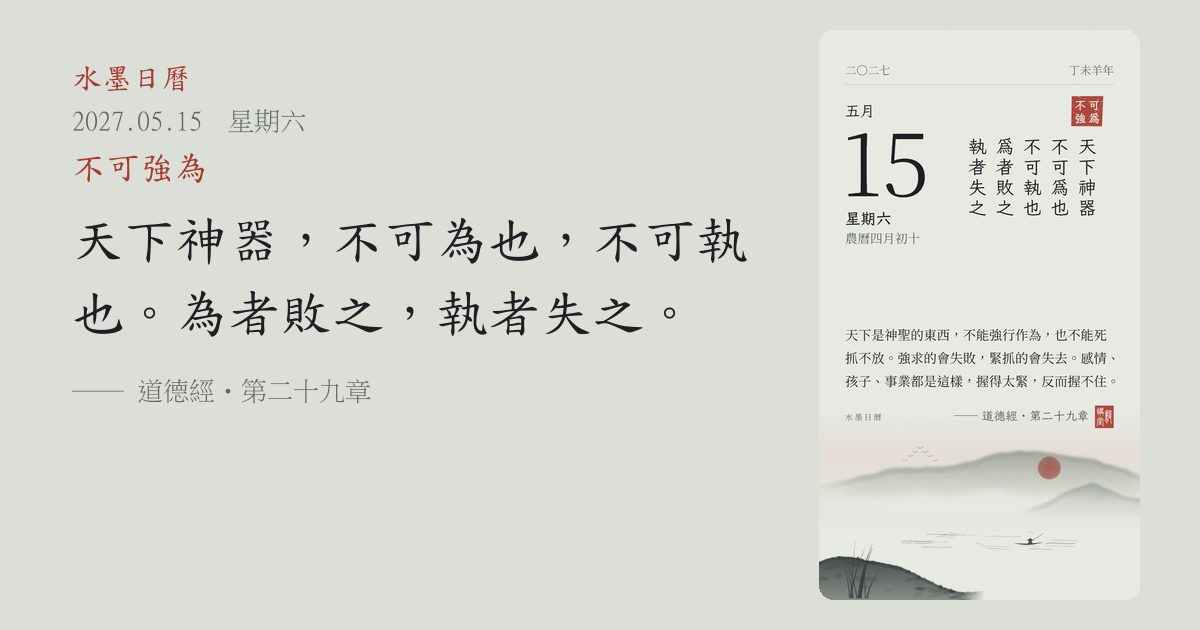 水墨日曆
2027.05.15 星期六
不可強為
天下神器，不可為也，不可執
也。為者敗之，執者失之。
—— 道德經・第二十九章
二〇二七
丁未羊年
五月
15
星期六
農曆四月初十
可為
不強
天下神器
不可為也
不可執也
為者敗之
執者失之
天下是神聖的東西，不能強行作為，也不能死
抓不放。強求的會失敗，緊抓的會失去。感情、
孩子、事業都是這樣，握得太緊，反而握不住。
水墨日曆
—— 道德經・第二十九章